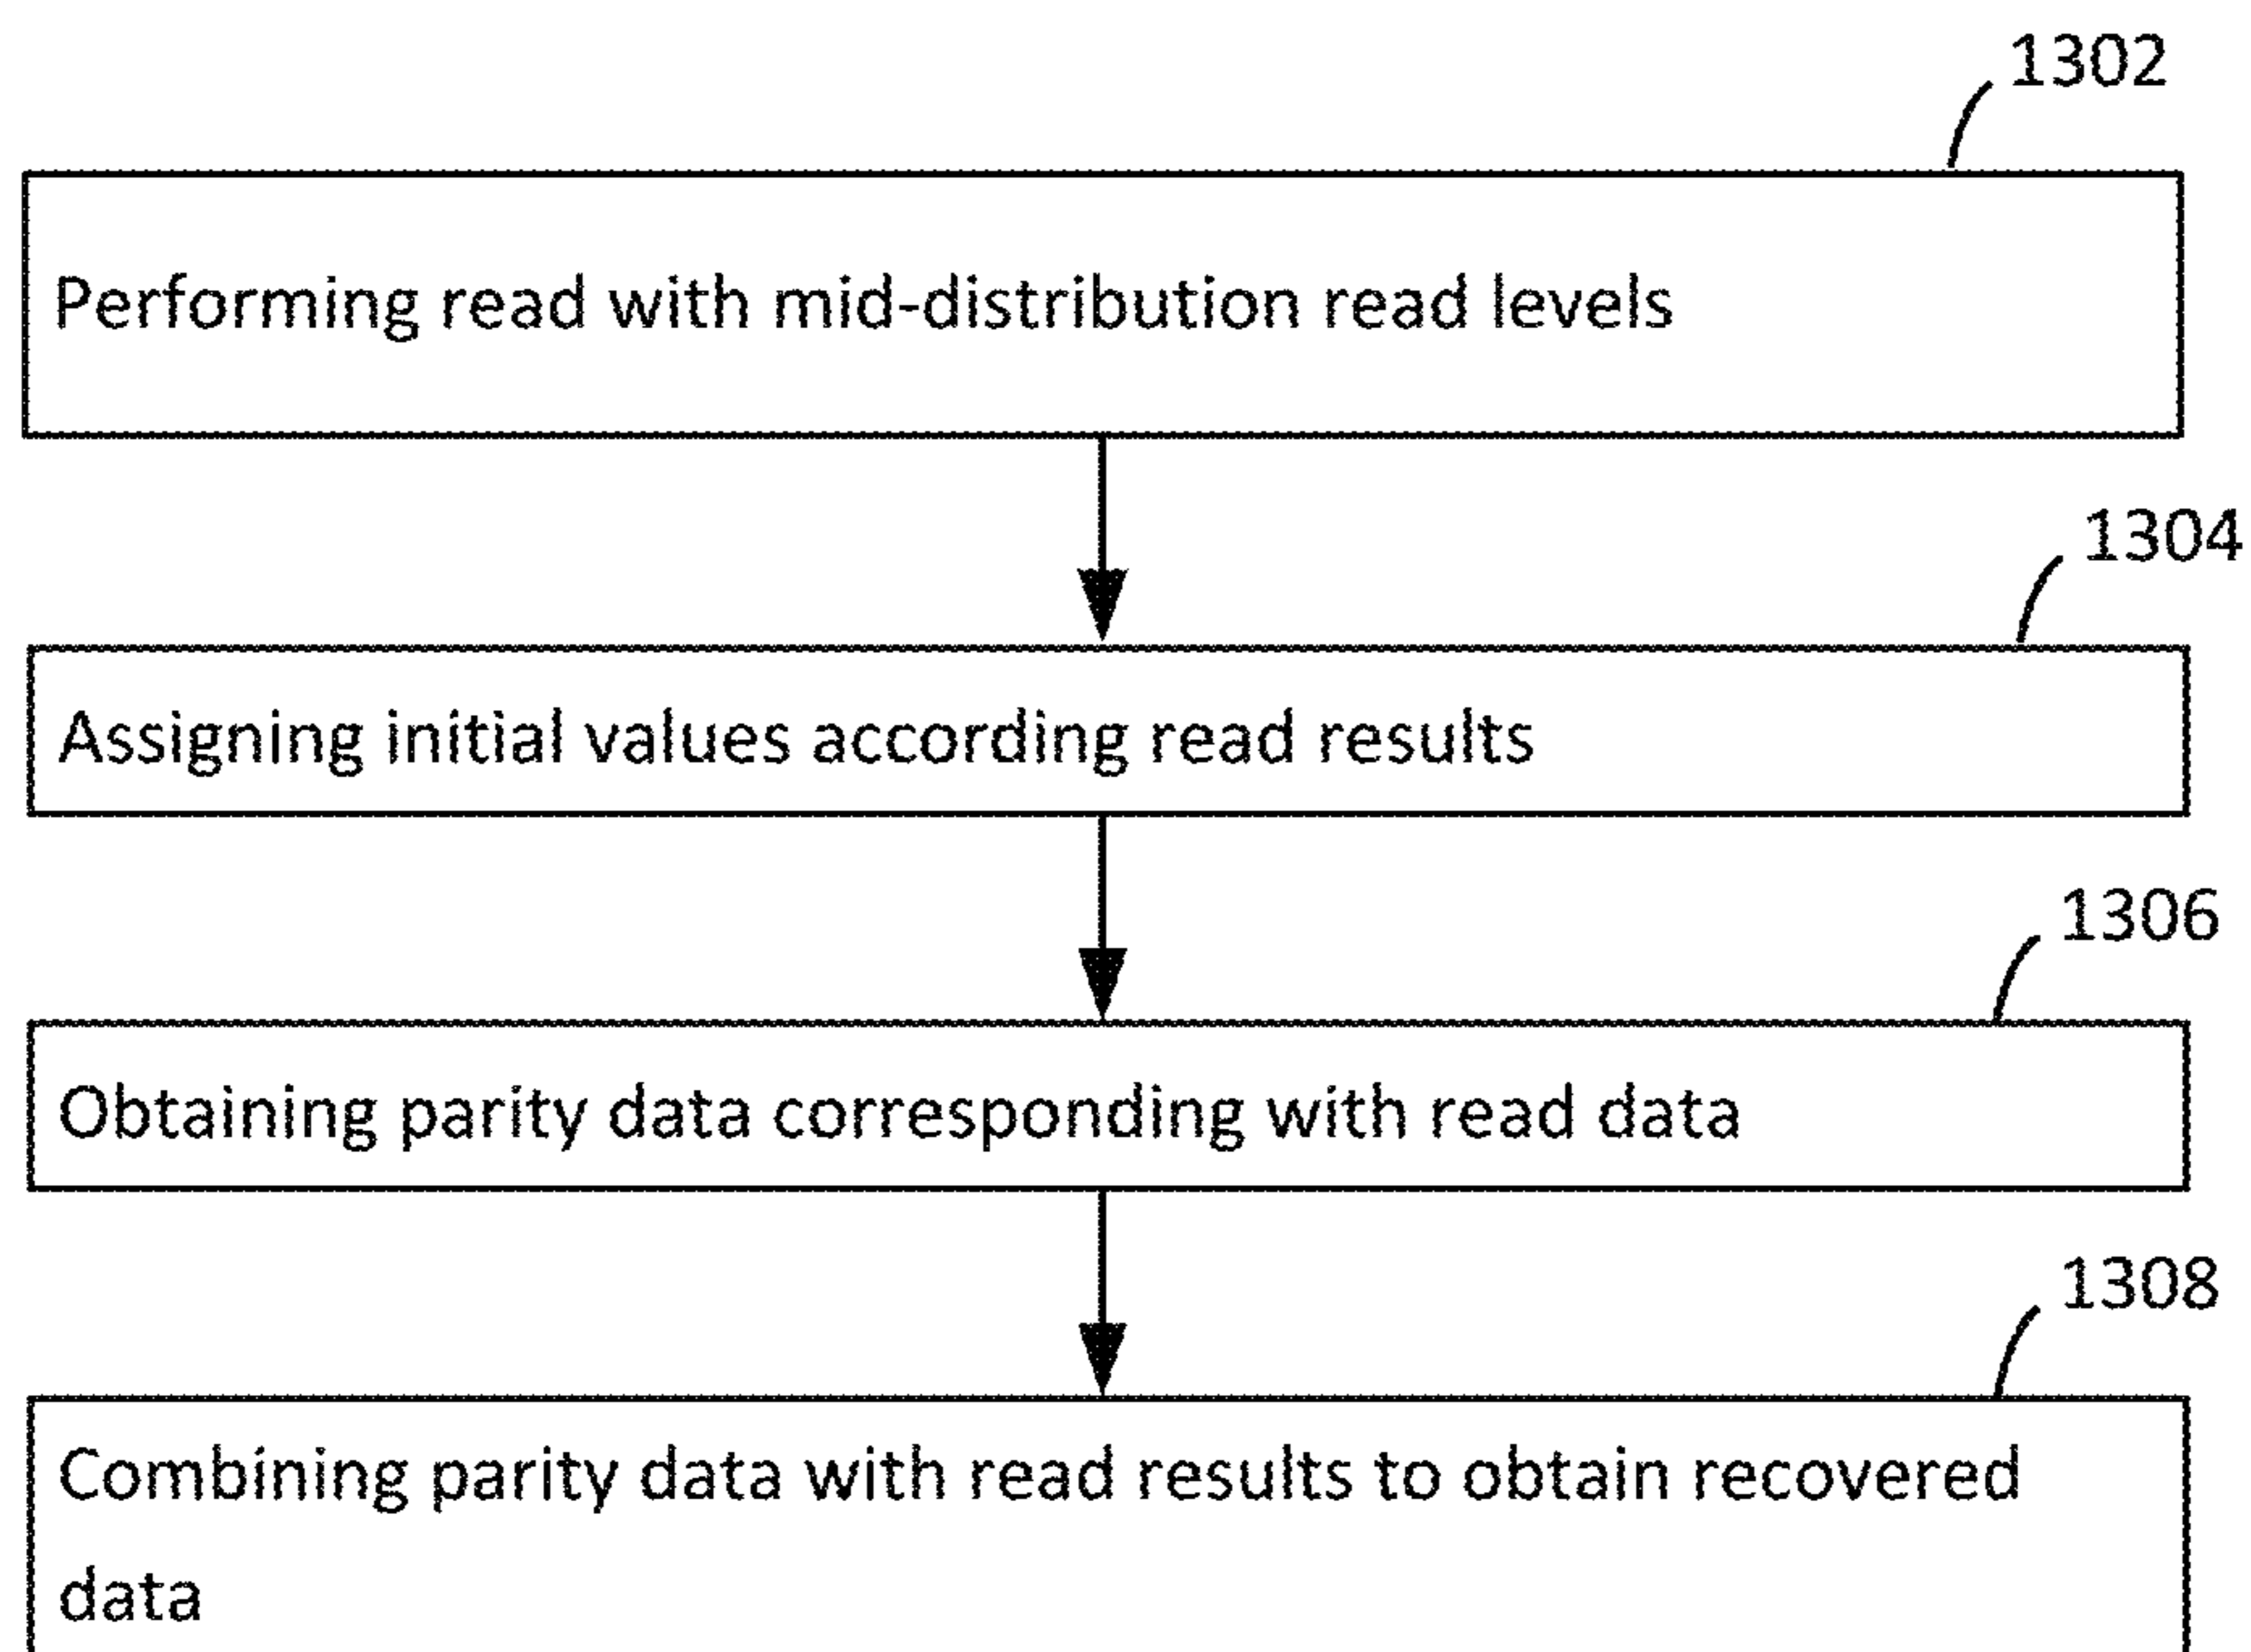 1302
Performing read with mid-distribution read levels
1304
Assigning initial values according read results
1306
Obtaining parity data corresponding with read data
1308
Combining parity data with read results to obtain recovered
data